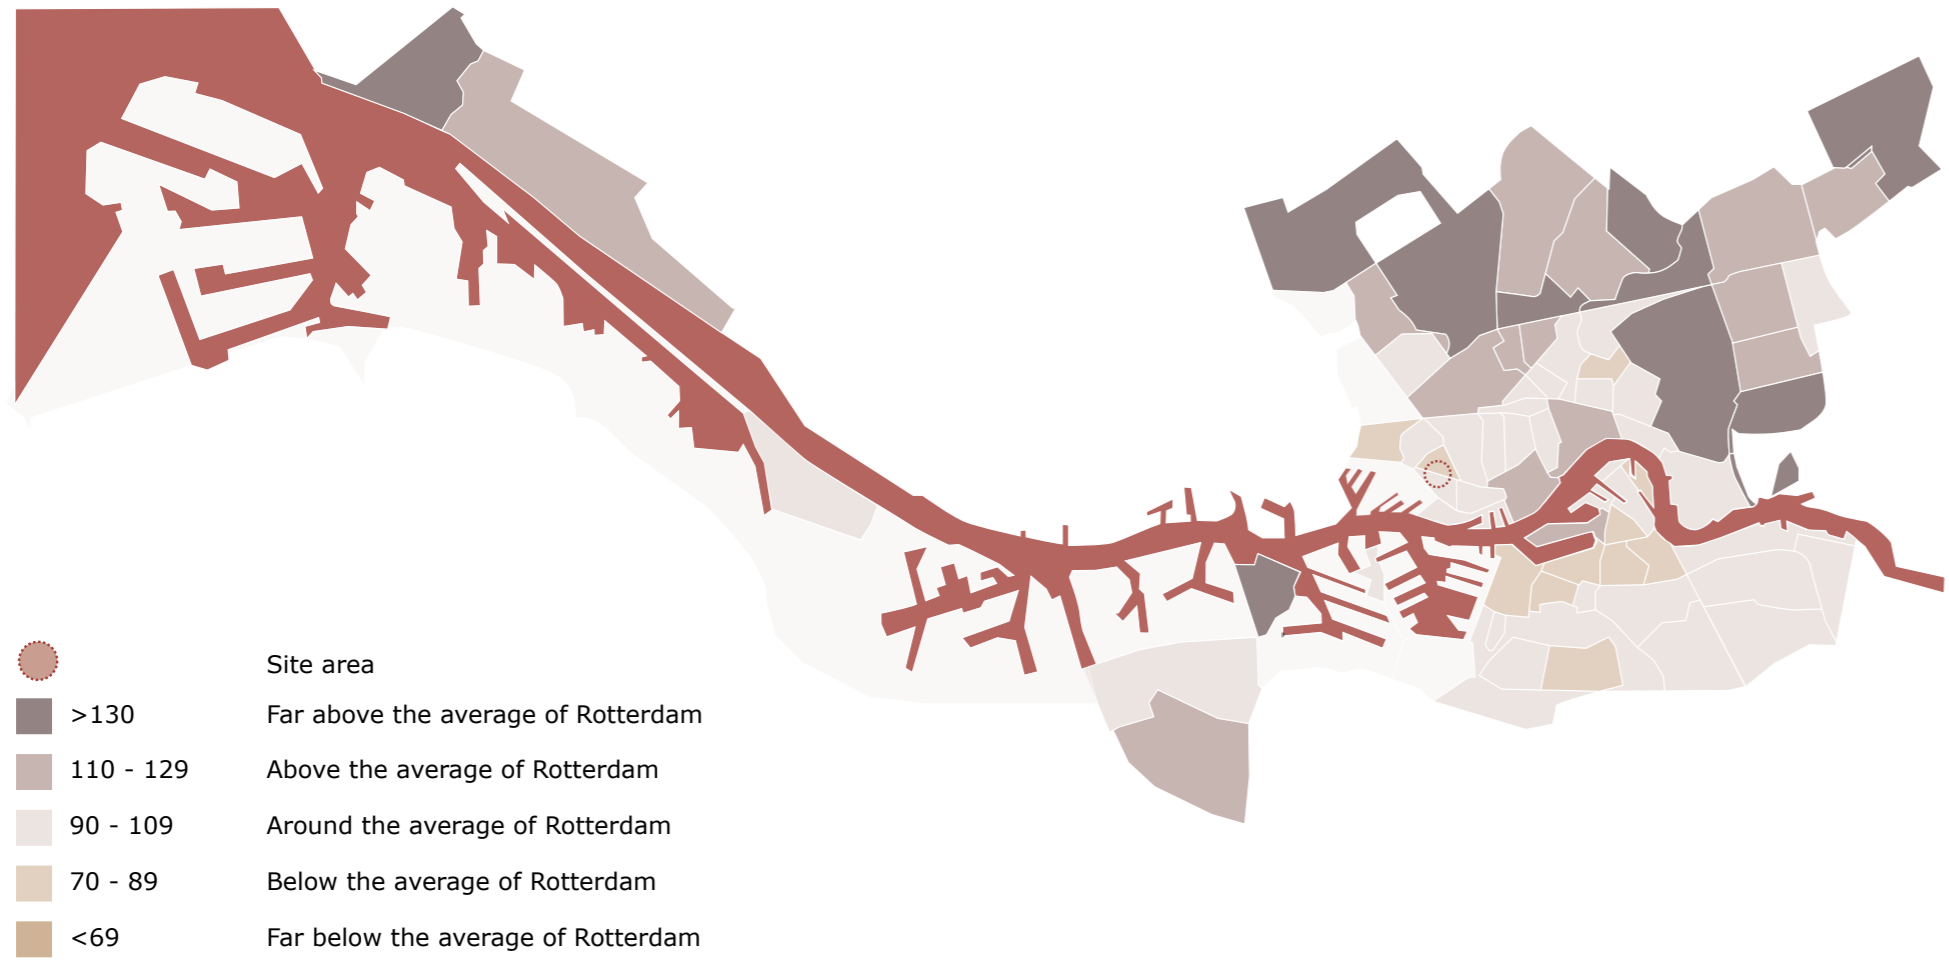 Site area
>130 Far above the average of Rotterdam
110 - 129 Above the average of Rotterdam
90 - 109 Around the average of Rotterdam
70 - 89 Below the average of Rotterdam
<69 Far below the average of Rotterdam